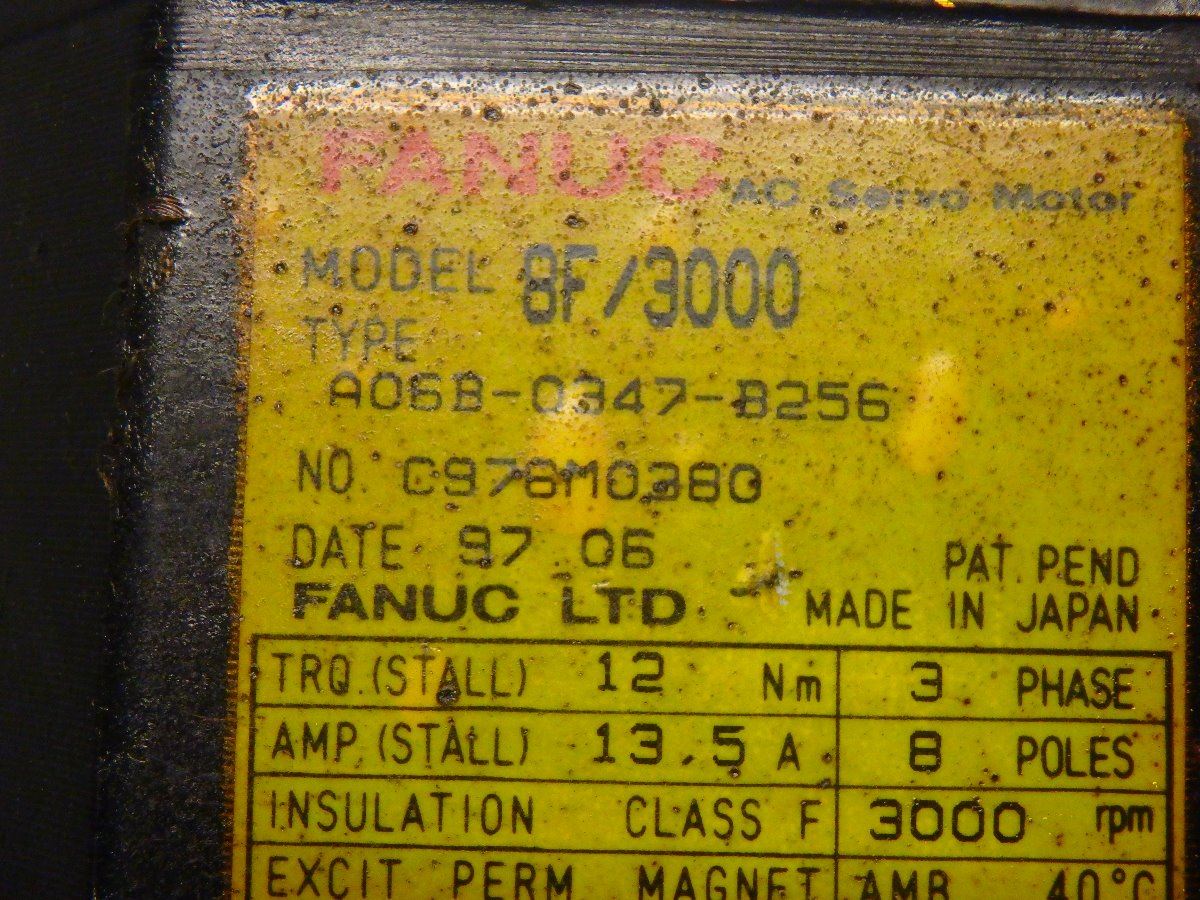 FANUC AC Servo Motor
MODEL 8F/3000
TYPE
A06B-0347-B256
NO. C978M0380
DATE 97.06
PAT. PEND
FANUC LTD MADE IN JAPAN
TRQ.(STALL) 12 Nm 3 PHASE
AMP.(STALL) 13.5 A 8 POLES
INSULATION CLASS F 3000 rpm
EXCIT PERM MAGNET AMB 40°C